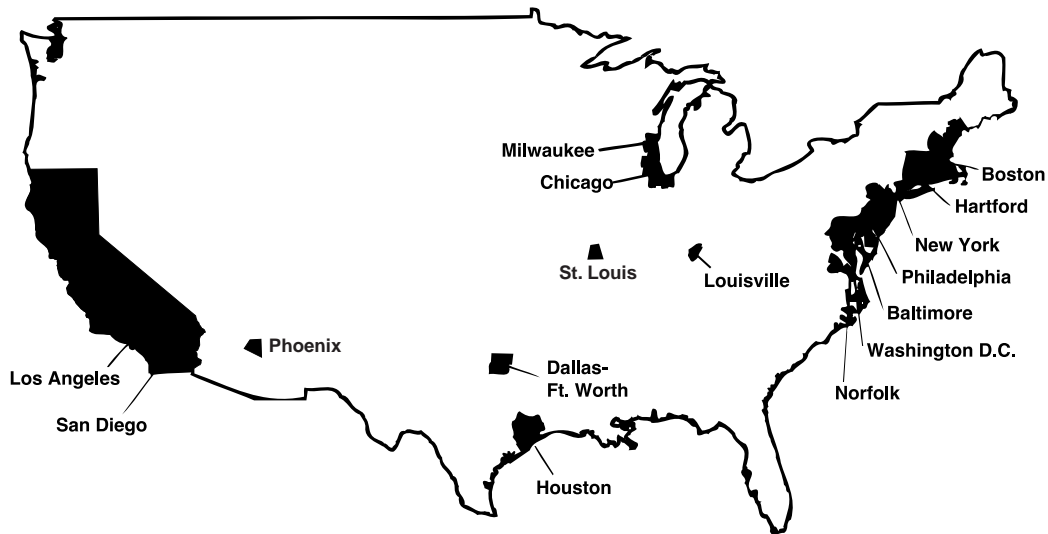 Milwaukee
Chicago
Boston
Hartford
New York
St. Louis
Louisville
Philadelphia
Baltimore
Phoenix
Washington D.C.
Los Angeles
Dallas-
Ft. Worth
Norfolk
San Diego
Houston